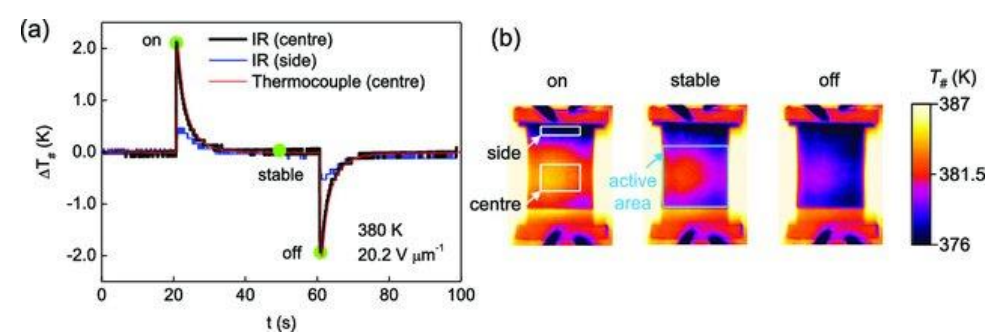 (a)
on
IR (centre)
IR (side)
Thermocouple (centre)
stable
off
380 K
20.2 V μm⁻¹
2.0
1.0
0.0
-1.0
-2.0
ΔT# (K)
0 20 40 60 80 100
t (s)
(b)
on stable off
T# (K)
387
381.5
376
side
centre
active
area